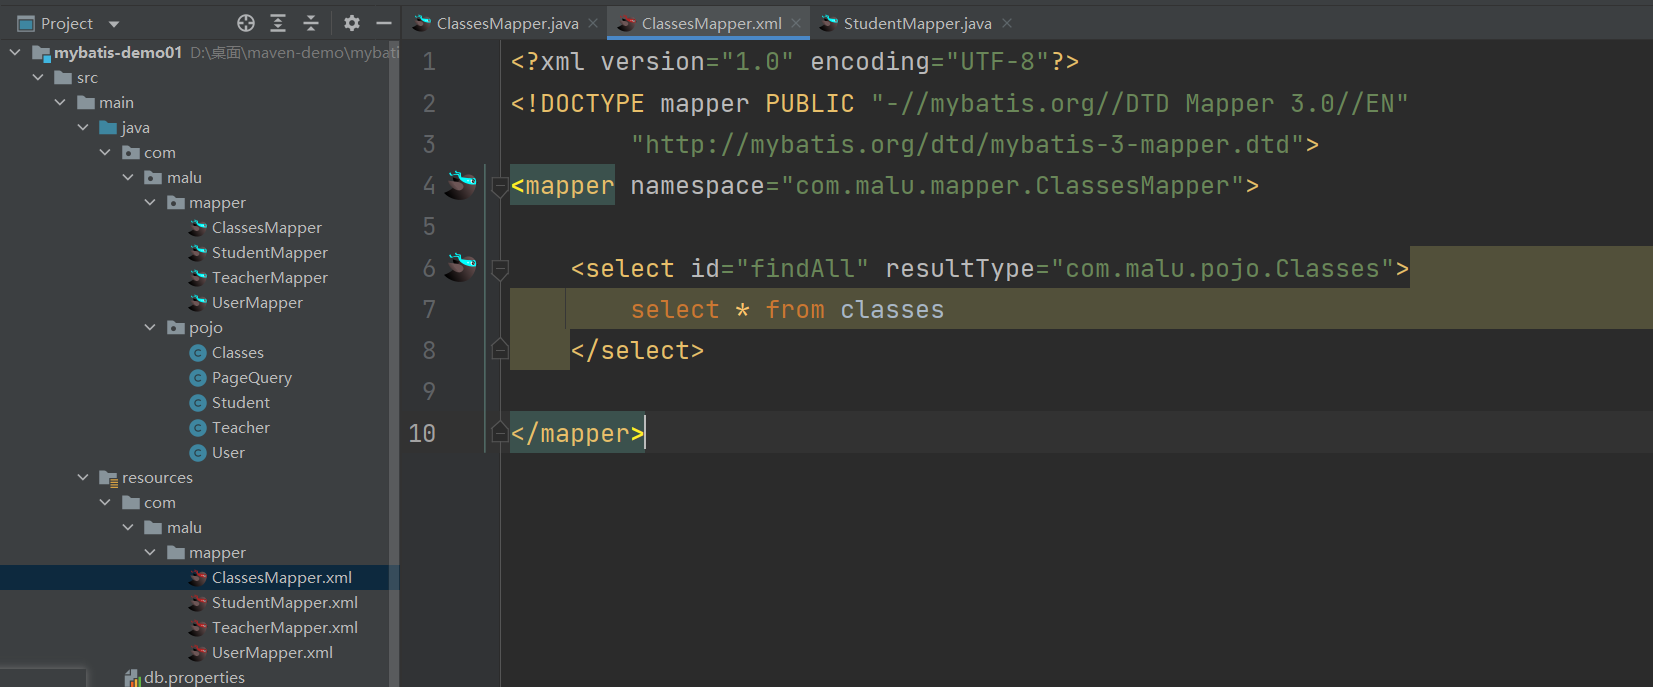 Project
mybatis-demo01 D:\桌面\maven-demo\mybati
src
main
java
com
malu
mapper
ClassesMapper
StudentMapper
TeacherMapper
UserMapper
pojo
Classes
PageQuery
Student
Teacher
User
resources
com
malu
mapper
ClassesMapper.xml
StudentMapper.xml
TeacherMapper.xml
UserMapper.xml
db.properties
ClassesMapper.java
ClassesMapper.xml
StudentMapper.java
1 <?xml version="1.0" encoding="UTF-8"?>
2 <!DOCTYPE mapper PUBLIC "-//mybatis.org//DTD Mapper 3.0//EN"
3 "http://mybatis.org/dtd/mybatis-3-mapper.dtd">
4 <mapper namespace="com.malu.mapper.ClassesMapper">
5
6 <select id="findAll" resultType="com.malu.pojo.Classes">
7 select * from classes
8 </select>
9
10 </mapper>